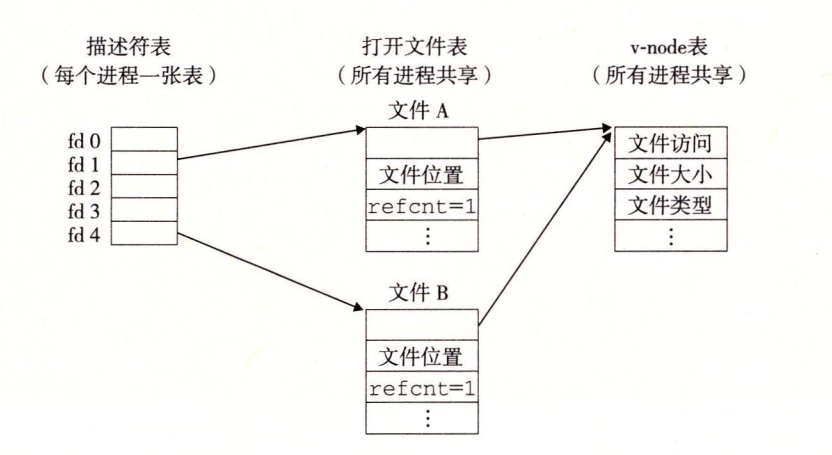 描述符表
（每个进程一张表）
打开文件表
（所有进程共享）
v-node表
（所有进程共享）
fd 0
fd 1
fd 2
fd 3
fd 4
文件 A
文件位置
refcnt=1
⋮
文件 B
文件位置
refcnt=1
⋮
文件访问
文件大小
文件类型
⋮